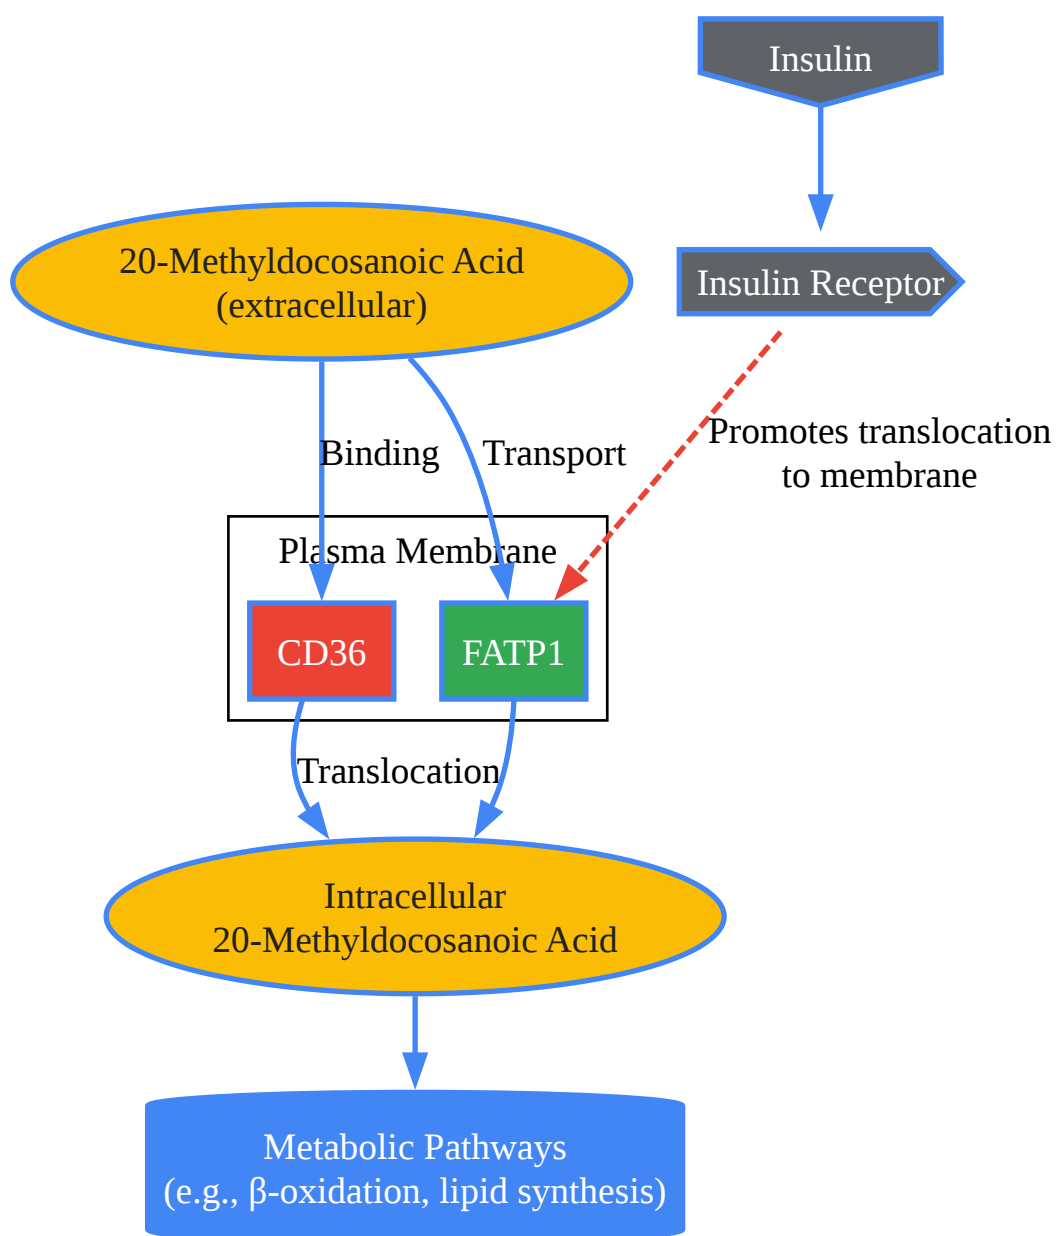 Insulin
20-Methyldocosanoic Acid
(extracellular)
Insulin Receptor
Binding
Transport
Promotes translocation
to membrane
Plasma Membrane
CD36
FATP1
Translocation
Intracellular
20-Methyldocosanoic Acid
Metabolic Pathways
(e.g., β-oxidation, lipid synthesis)